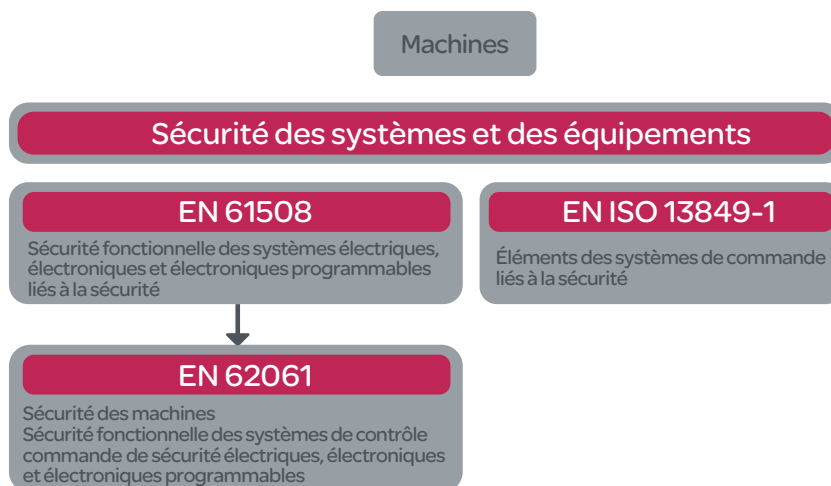 Machines
Sécurité des systèmes et des équipements
EN 61508
Sécurité fonctionnelle des systèmes électriques,
électroniques et électroniques programmables
liés à la sécurité
EN ISO 13849-1
Éléments des systèmes de commande
liés à la sécurité
EN 62061
Sécurité des machines
Sécurité fonctionnelle des systèmes de contrôle
commande de sécurité électriques, électroniques
et électroniques programmables